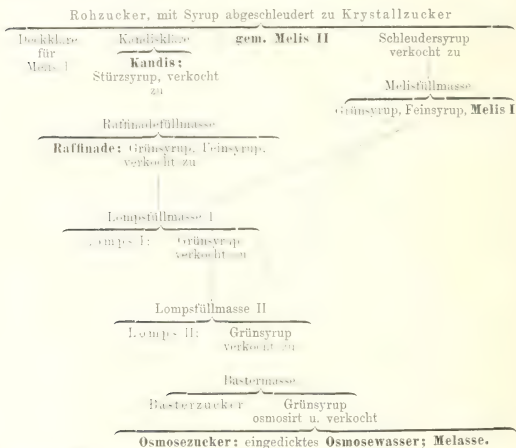 Rohzucker, mit Syrup abgeschleudert zu Krystallzucker
Deckkläre Kandiskläre gem. Melis II Schleudersyrup
für Kandis: verkocht zu
Melis I Stürzsyrup, verkocht
zu Melisfüllmasse
Grünsyrup, Feinsyrup, Melis I
Raffinadefüllmasse
Raffinade: Grünsyrup, Feinsyrup,
verkocht zu
Lompsfüllmasse I
Lomps I: Grünsyrup
verkocht zu
Lompsfüllmasse II
Lomps II: Grünsyrup
verkocht zu
Bastermasse
Basterzucker Grünsyrup
osmosirt u. verkocht
Osmosezucker: eingedicktes Osmosewasser; Melasse.